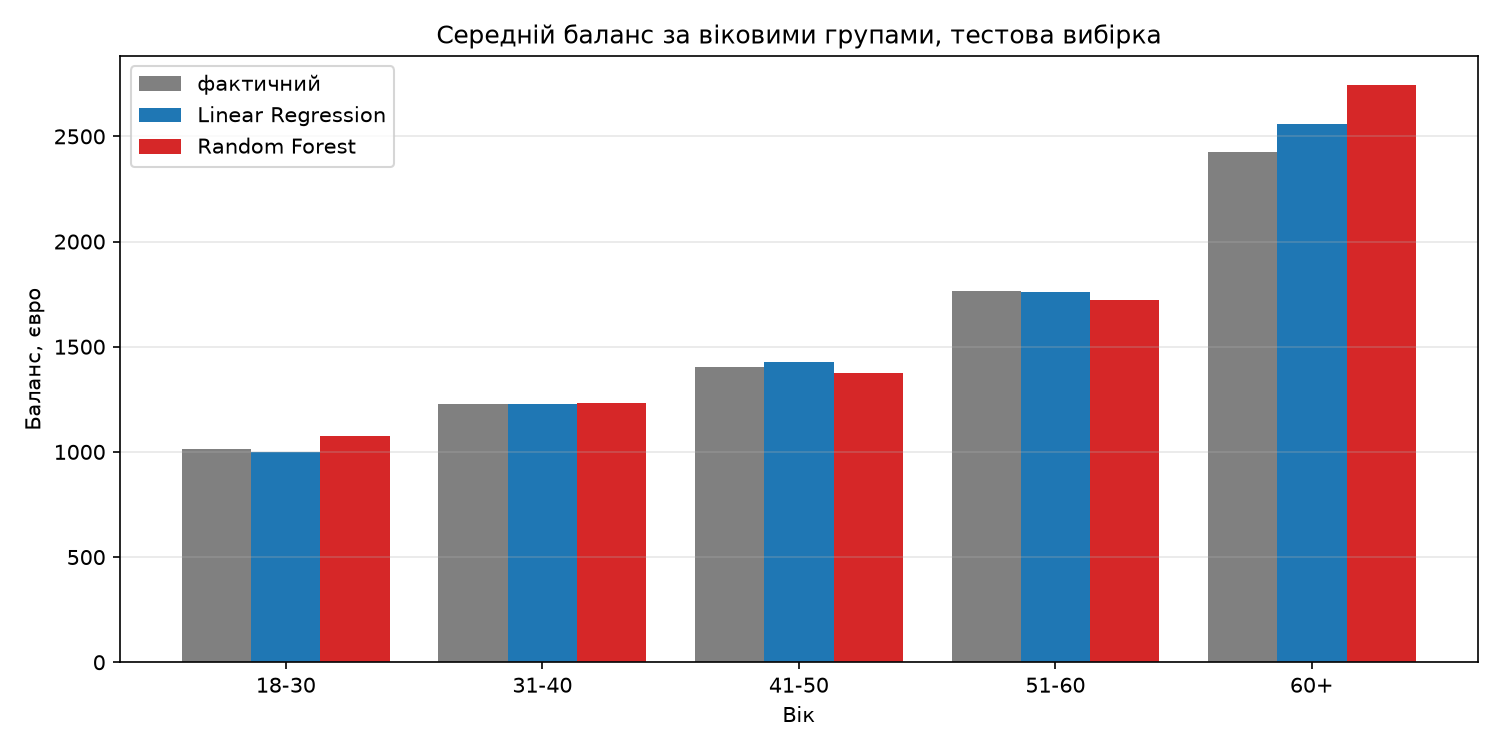 Середній баланс за віковими групами, тестова вибірка
фактичний
Linear Regression
Random Forest
Баланс, євро
2500
2000
1500
1000
500
0
18-30
31-40
41-50
51-60
60+
Вік